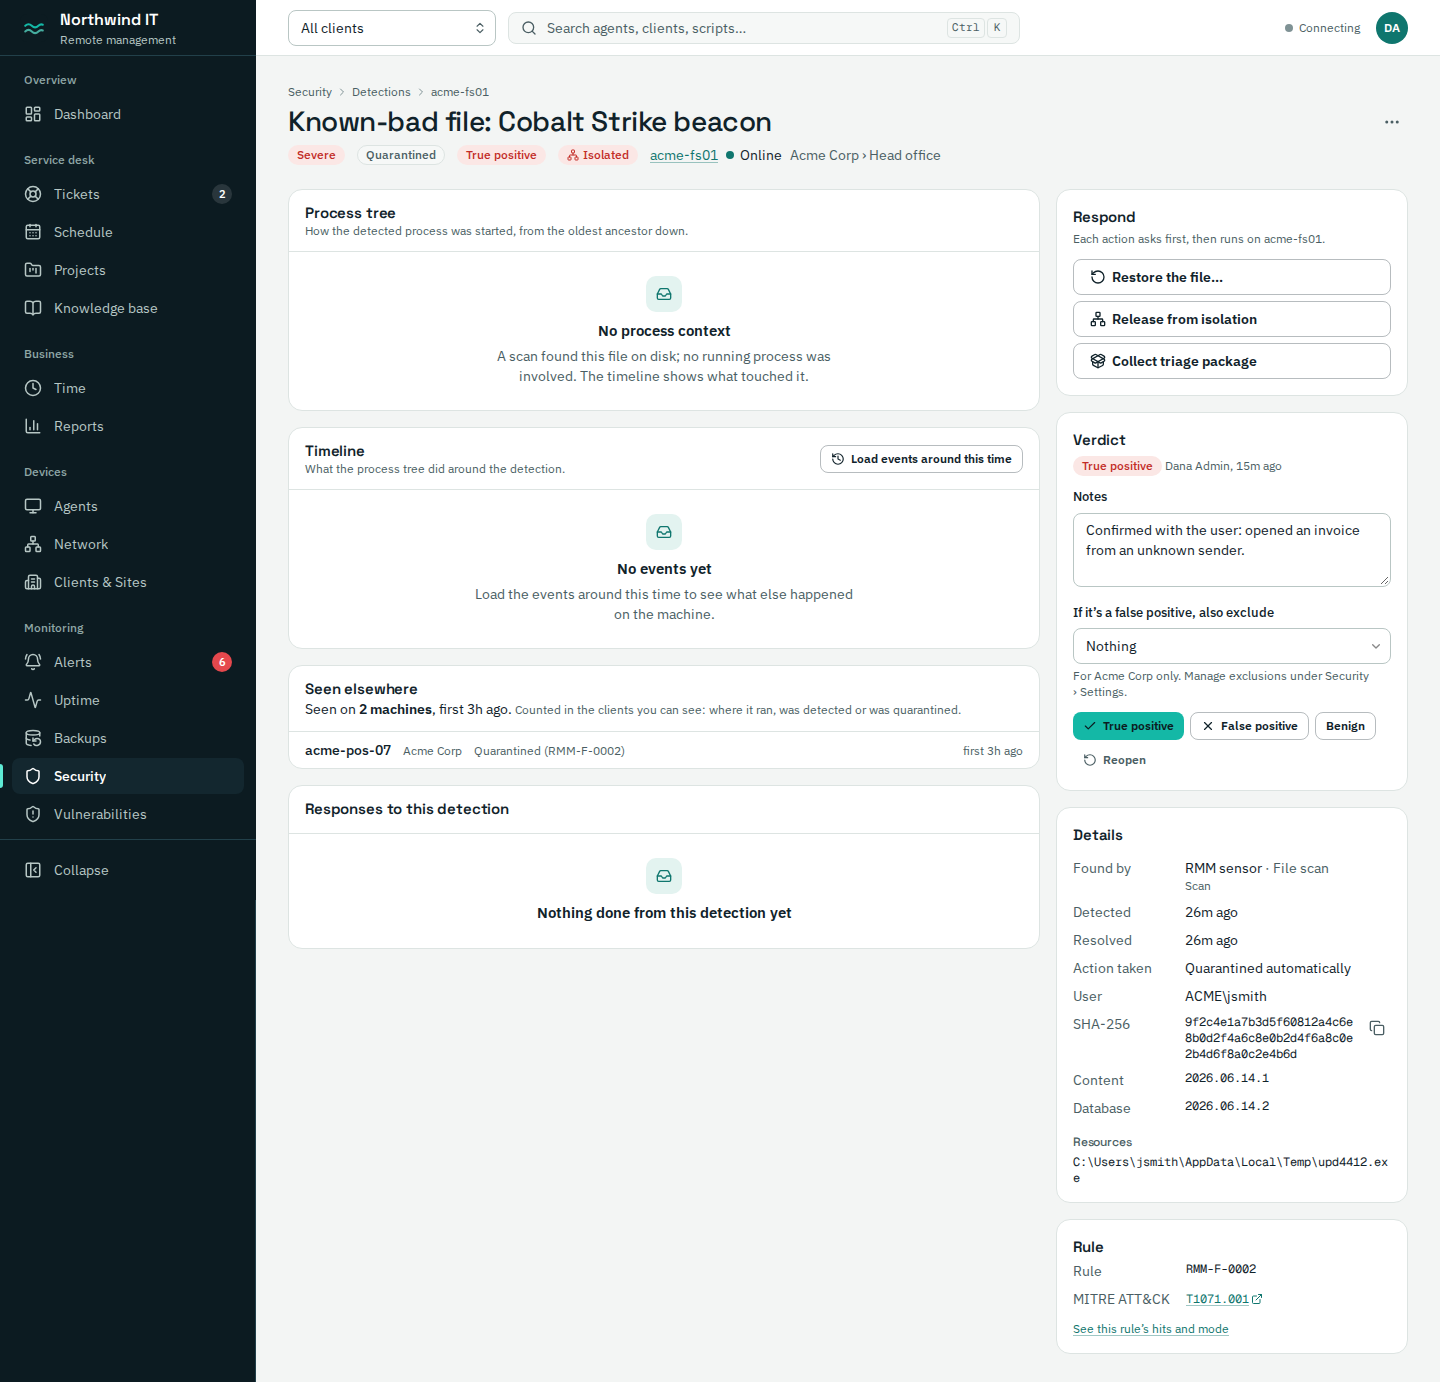 Northwind IT
Remote management
Overview
Dashboard
Service desk
Tickets 2
Schedule
Projects
Knowledge base
Business
Time
Reports
Devices
Agents
Network
Clients & Sites
Monitoring
Alerts 6
Uptime
Backups
Security
Vulnerabilities
Collapse
All clients
Search agents, clients, scripts... Ctrl K
Connecting DA
Security > Detections > acme-fs01
Known-bad file: Cobalt Strike beacon
Severe Quarantined True positive Isolated acme-fs01 Online Acme Corp › Head office
Process tree
How the detected process was started, from the oldest ancestor down.
No process context
A scan found this file on disk; no running process was
involved. The timeline shows what touched it.
Timeline
What the process tree did around the detection.
Load events around this time
No events yet
Load the events around this time to see what else happened
on the machine.
Seen elsewhere
Seen on 2 machines, first 3h ago. Counted in the clients you can see: where it ran, was detected or was quarantined.
acme-pos-07 Acme Corp Quarantined (RMM-F-0002) first 3h ago
Responses to this detection
Nothing done from this detection yet
Respond
Each action asks first, then runs on acme-fs01.
Restore the file...
Release from isolation
Collect triage package
Verdict
True positive Dana Admin, 15m ago
Notes
Confirmed with the user: opened an invoice
from an unknown sender.
If it's a false positive, also exclude
Nothing
For Acme Corp only. Manage exclusions under Security
› Settings.
True positive False positive Benign
Reopen
Details
Found by RMM sensor · File scan
Scan
Detected 26m ago
Resolved 26m ago
Action taken Quarantined automatically
User ACME\jsmith
SHA-256 9f2c4e1a7b3d5f60812a4c6e
8b0d2f4a6c8e0b2d4f6a8c0e
2b4d6f8a0c2e4b6d
Content 2026.06.14.1
Database 2026.06.14.2
Resources
C:\Users\jsmith\AppData\Local\Temp\upd4412.ex
e
Rule
Rule RMM-F-0002
MITRE ATT&CK T1071.001
See this rule's hits and mode